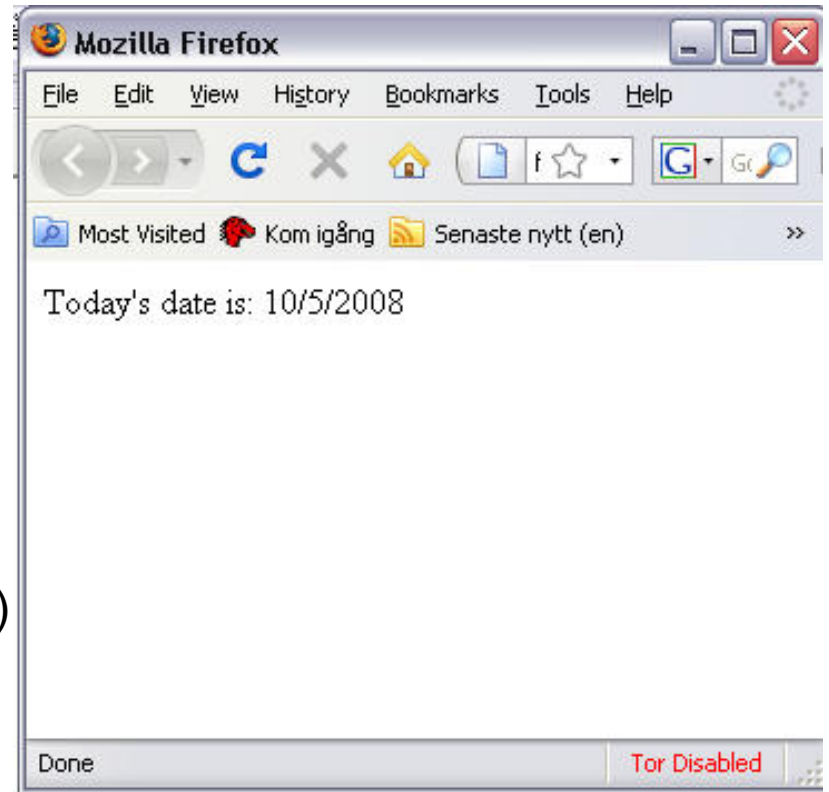 Mozilla Firefox
File Edit View History Bookmarks Tools Help
f G G
Most Visited Kom igång Senaste nytt (en) »
Today's date is: 10/5/2008
)
Done Tor Disabled